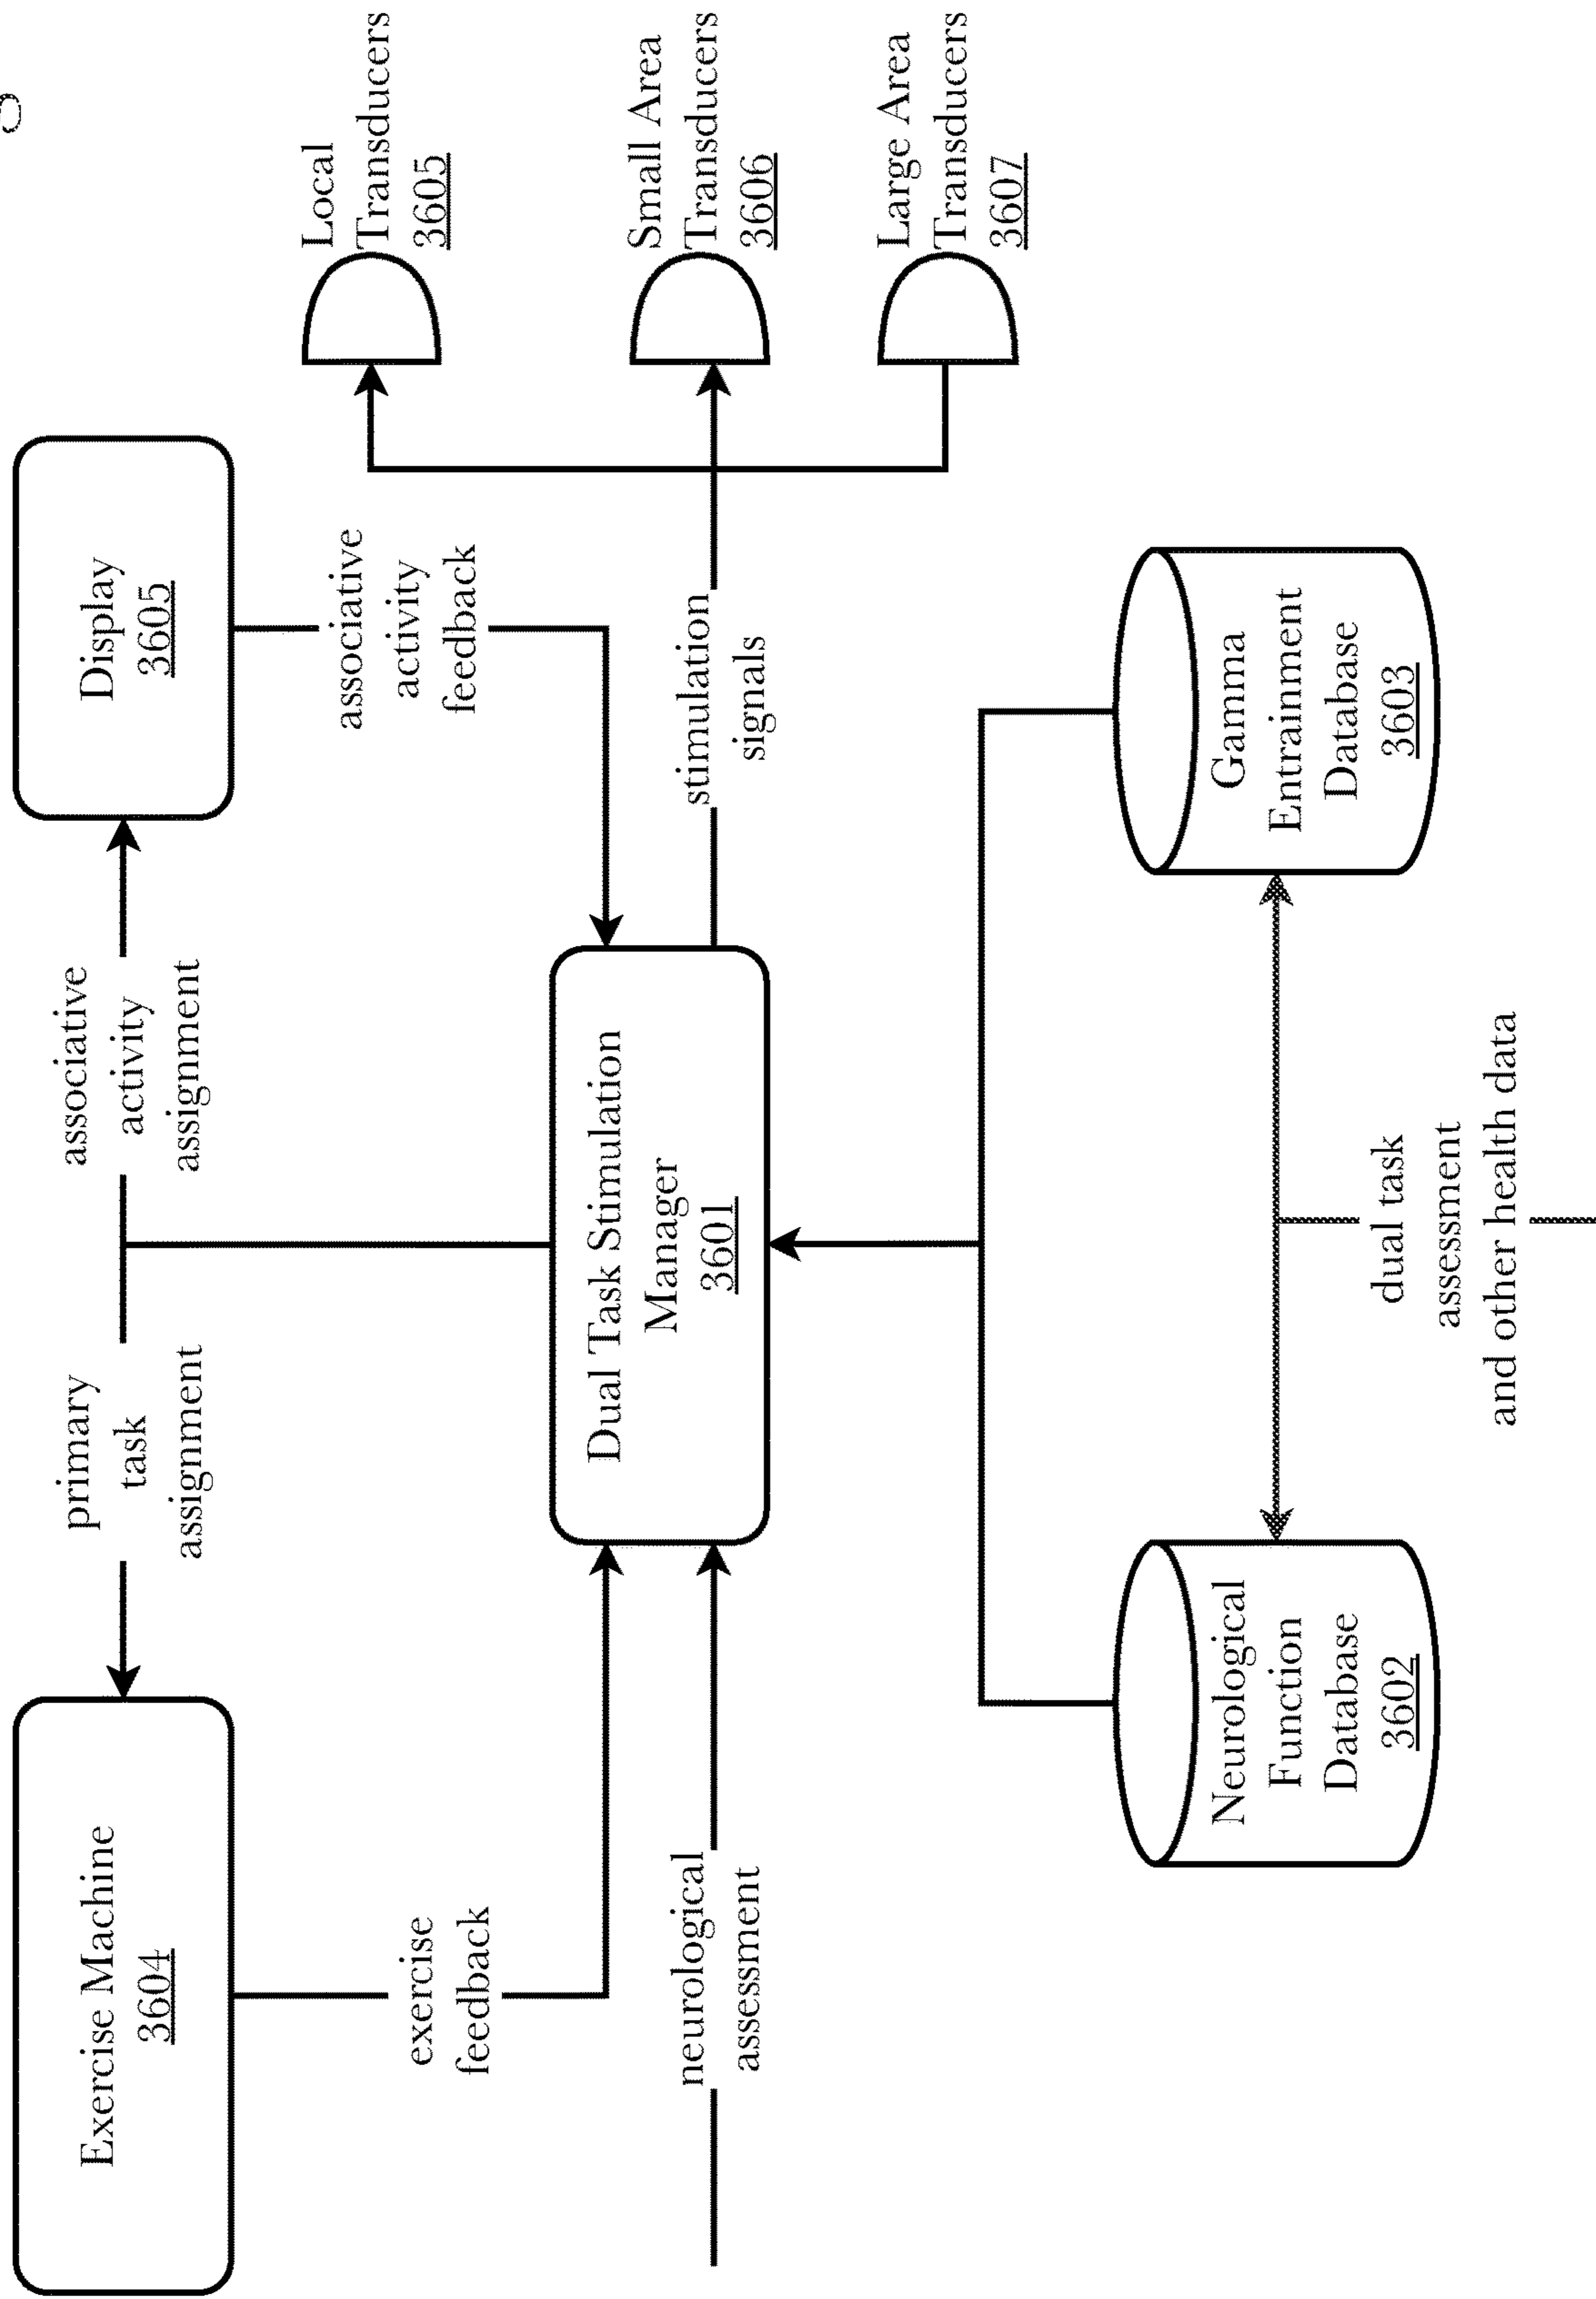 Exercise Machine
3604
primary
task
assignment
associative
activity
assignment
Display
3605
exercise
feedback
associative
activity
feedback
Local
Transducers
3605
neurological
assessment
Dual Task Stimulation
Manager
3601
stimulation
signals
Small Area
Transducers
3606
Large Area
Transducers
3607
Neurological
Function
Database
3602
Gamma
Entrainment
Database
3603
dual task
assessment
and other health data